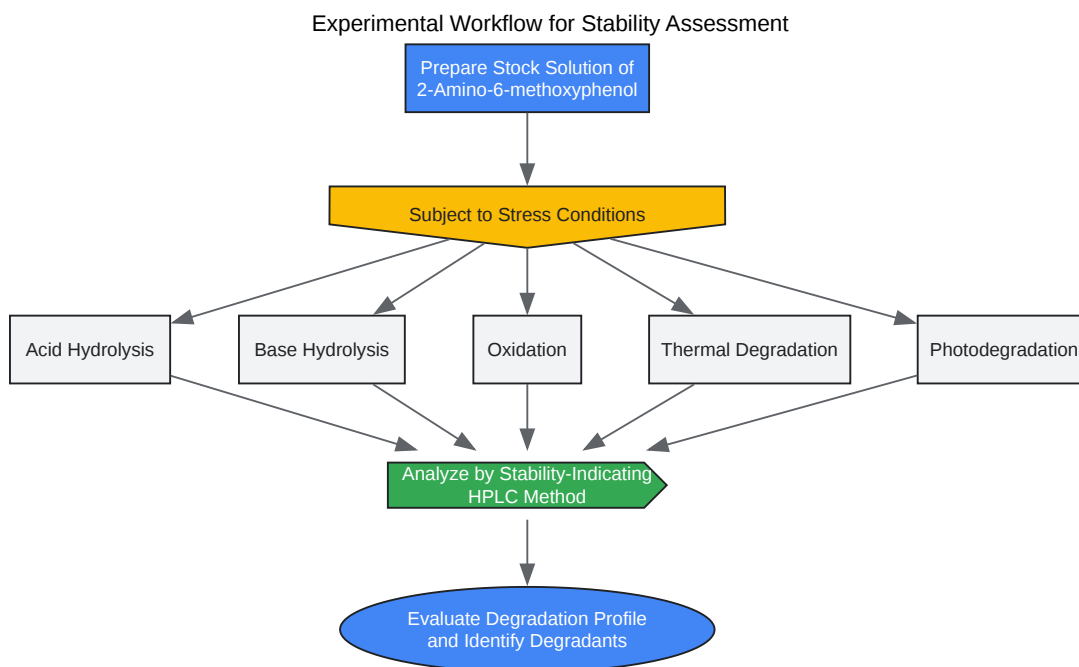 Experimental Workflow for Stability Assessment
Prepare Stock Solution of
2-Amino-6-methoxyphenol
Subject to Stress Conditions
Acid Hydrolysis
Base Hydrolysis
Oxidation
Thermal Degradation
Photodegradation
Analyze by Stability-Indicating
HPLC Method
Evaluate Degradation Profile
and Identify Degradants